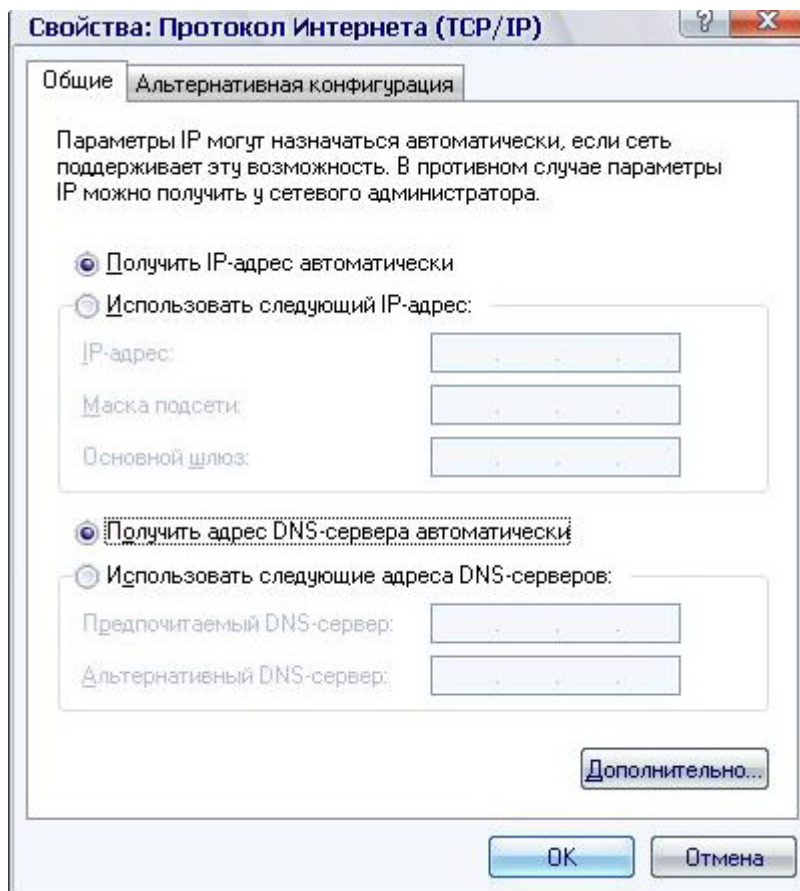 Свойства: Протокол Интернета (TCP/IP)
?
X
Общие
Альтернативная конфигурация
Параметры IP могут назначаться автоматически, если сеть
поддерживает эту возможность. В противном случае параметры
IP можно получить у сетевого администратора.
Получить IP-адрес автоматически
Использовать следующий IP-адрес:
IP-адрес:
Маска подсети:
Основной шлюз:
Получить адрес DNS-сервера автоматически
Использовать следующие адреса DNS-серверов:
Предпочитаемый DNS-сервер:
Альтернативный DNS-сервер:
Дополнительно...
OK
Отмена